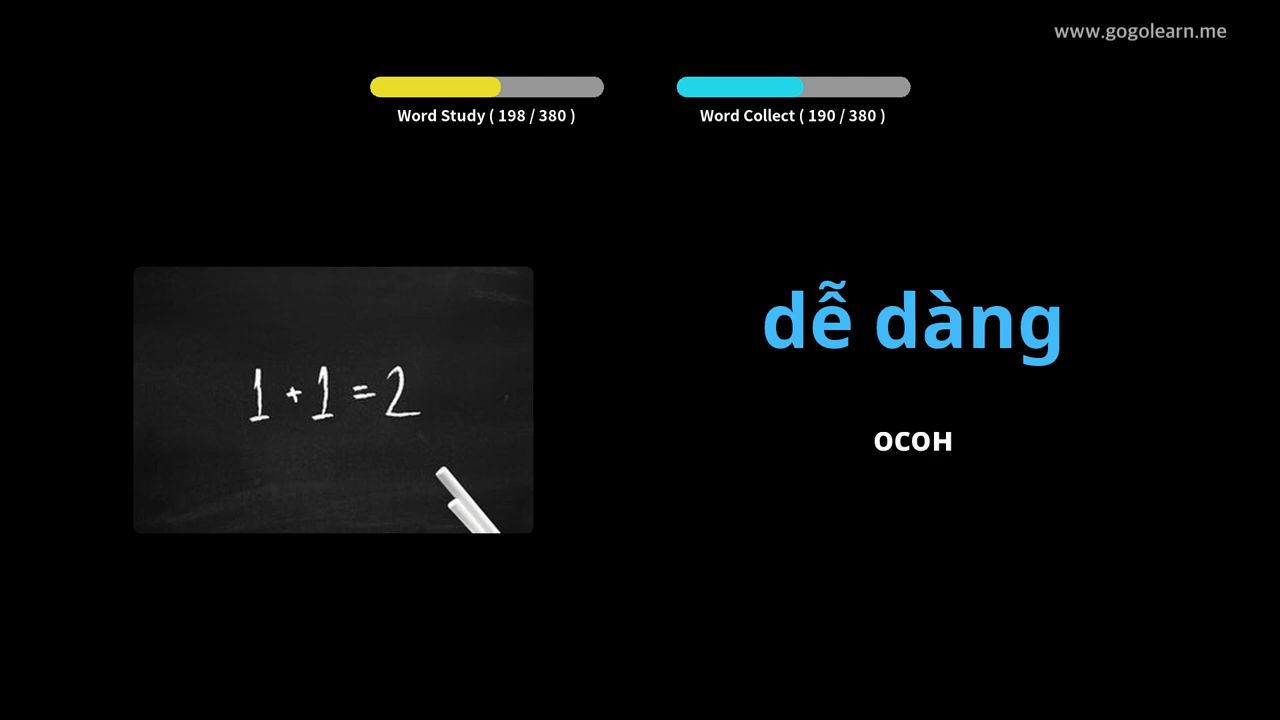 www.gogolearn.me
Word Study ( 198 / 380 )
Word Collect ( 190 / 380 )
1 + 1 = 2
dễ dàng
осон